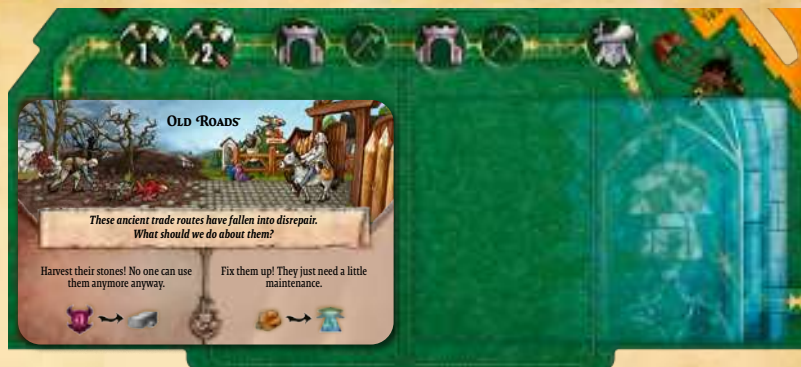 1
2
OLD ROADS
These ancient trade routes have fallen into disrepair.
What should we do about them?
Harvest their stones! No one can use
them anymore anyway.
Fix them up! They just need a little
maintenance.